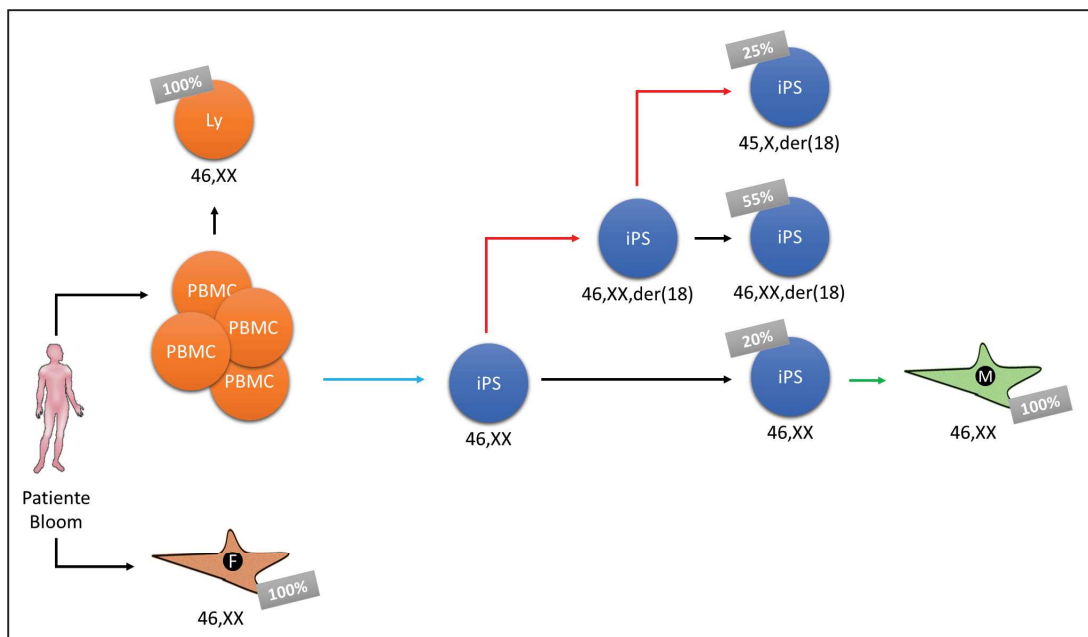 25%
iPS
45,X,der(18)
100%
Ly
46,XX
55%
iPS
46,XX,der(18)
iPS
46,XX,der(18)
PBMC
PBMC
PBMC
PBMC
iPS
46,XX
20%
iPS
46,XX
M
100%
46,XX
Patiente
Bloom
F
100%
46,XX